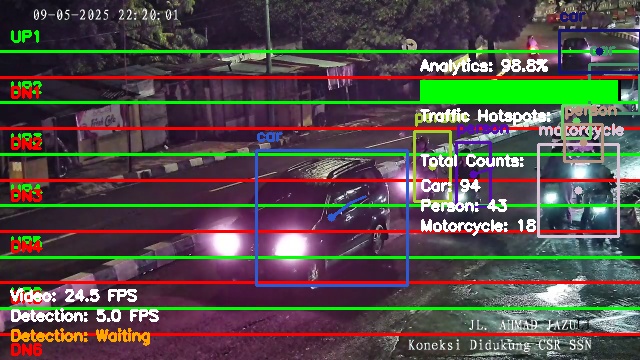 09-05-2025 22:20:01
car
UP1
Analytics: 98.8%
DN1
Traffic Hotspots:
person
person
motorcycle
DN2
car
Total Counts:
UP4
DN3
Car: 94
Person: 43
Motorcycle: 18
DN4
Video: 24.5 FPS
Detection: 5.0 FPS
Detection: Waiting
DN6
JL. AHMAD JAZU
Koneksi Didukung CSR SSN